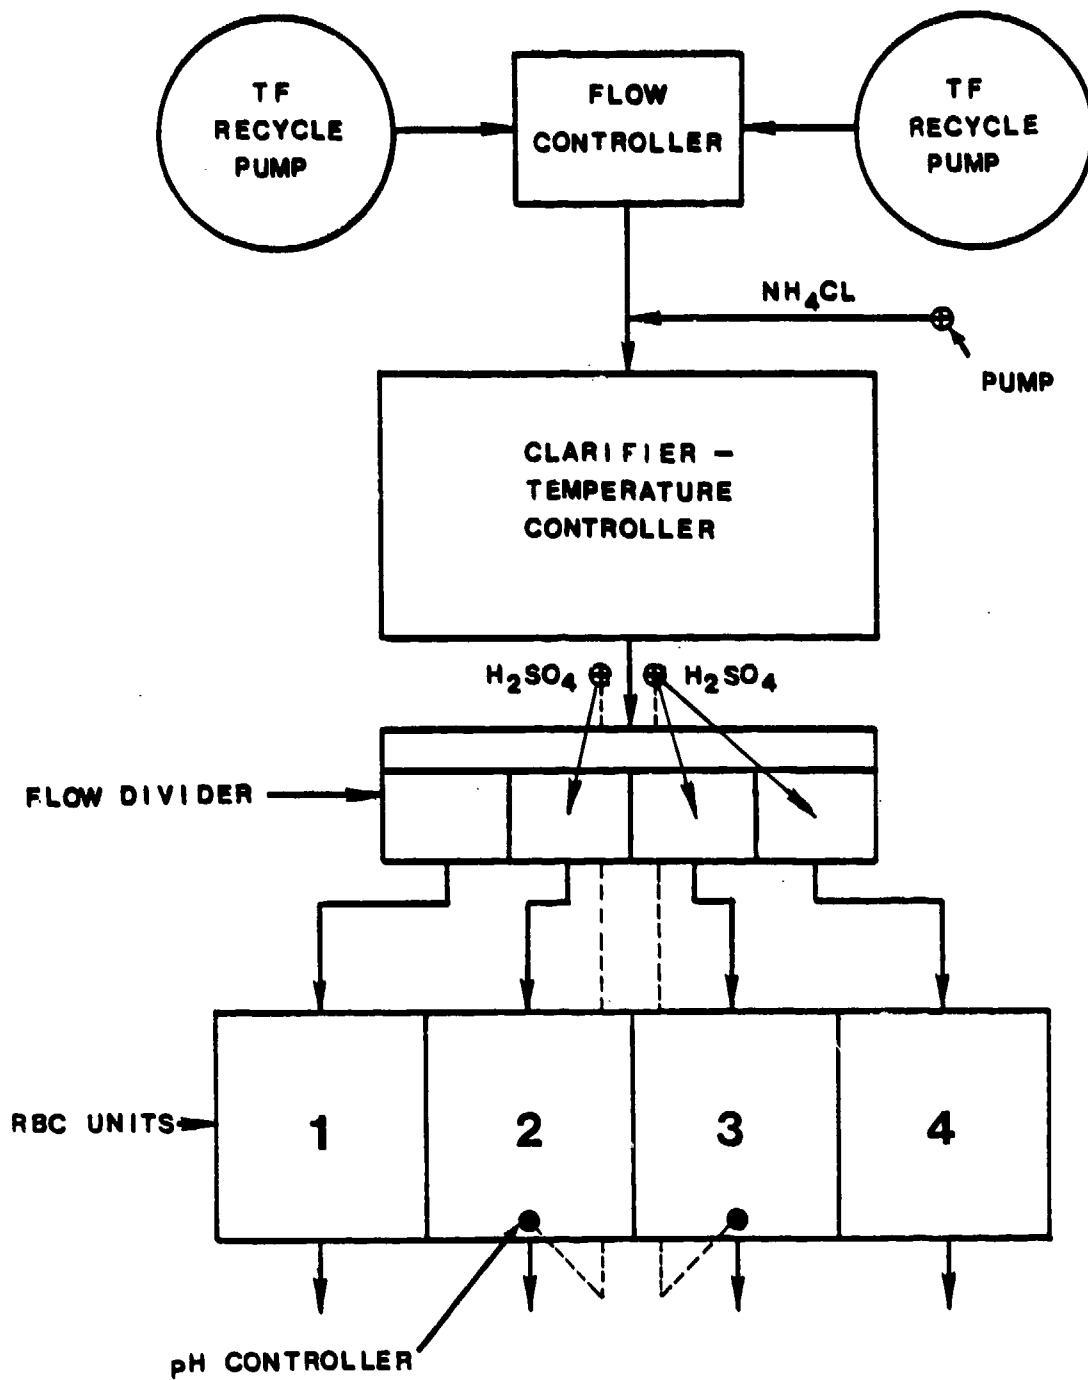 TF
RECYCLE
PUMP
FLOW
CONTROLLER
TF
RECYCLE
PUMP
NH4CL
PUMP
CLARIFIER –
TEMPERATURE
CONTROLLER
H2SO4
H2SO4
FLOW DIVIDER
RBC UNITS
1
2
3
4
pH CONTROLLER